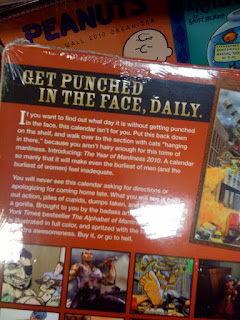 PEANUTS
FALL 2010 ORGANIZER
GET PUNCHED
IN THE FACE, DAILY.
If you want to find out what day it is without getting punched
in the face, this calendar isn't for you. Put this back down
on the shelf, and walk over to the section with cats "hanging
in there," because you aren't hairy enough for this tome of
manliness. Introducing: The Year of Manliness 2010. A calendar
so manly that it will make even the burliest of men (and the
burliest of women) feel inadequate.
You will never see this calendar asking for directions or
apologizing for coming home late. What you will see is
out action, piles of cupids, dumps taken, and
a gorilla. Brought to you by the badass
York Times bestseller The Alphabet of
illustrated in full color, and spritzed with the
awesomeness. Buy it, or go to hell.